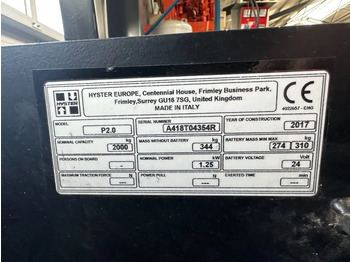 HYSTER
HYSTER EUROPE, Centennial House, Frimley Business Park,
Frimley, Surrey GU16 7SG, United Kingdom
MADE IN ITALY
CE
4022657 - ENG
MODEL P2.0 SERIAL NUMBER A418T04354R YEAR OF CONSTRUCTION 2017
NOMINAL CAPACITY kg 2000 MASS WITHOUT BATTERY kg 344 BATTERY MASS MIN MAX kg 274 310
PERSONS ON BOARD - NOMINAL POWER kW 1.25 BATTERY VOLTAGE Volt 24
MAXIMUM TRACTION FORCE N POWER PULL N EXERTED TIME min